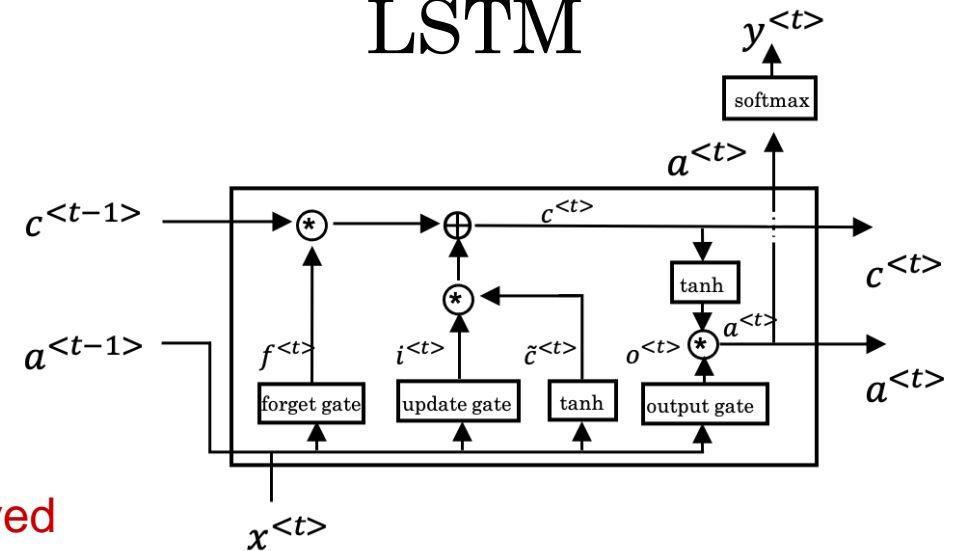 LSTM
y<t>
softmax
a<t>
c<t-1>
*
c<t>
c<t>
tanh
*
a<t-1>
f<t>
i<t>
c̃<t>
o<t>
*
a<t>
a<t>
forget gate
update gate
tanh
output gate
x<t>